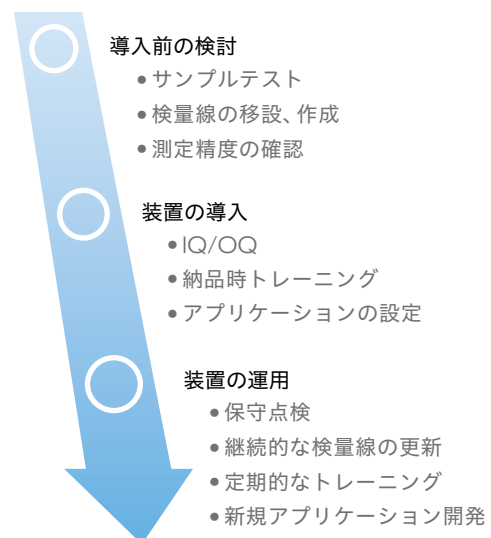 導入前の検討
●サンプルテスト
●検量線の移設、作成
●測定精度の確認
装置の導入
●IQ/OQ
●納品時トレーニング
●アプリケーションの設定
装置の運用
●保守点検
●継続的な検量線の更新
●定期的なトレーニング
●新規アプリケーション開発